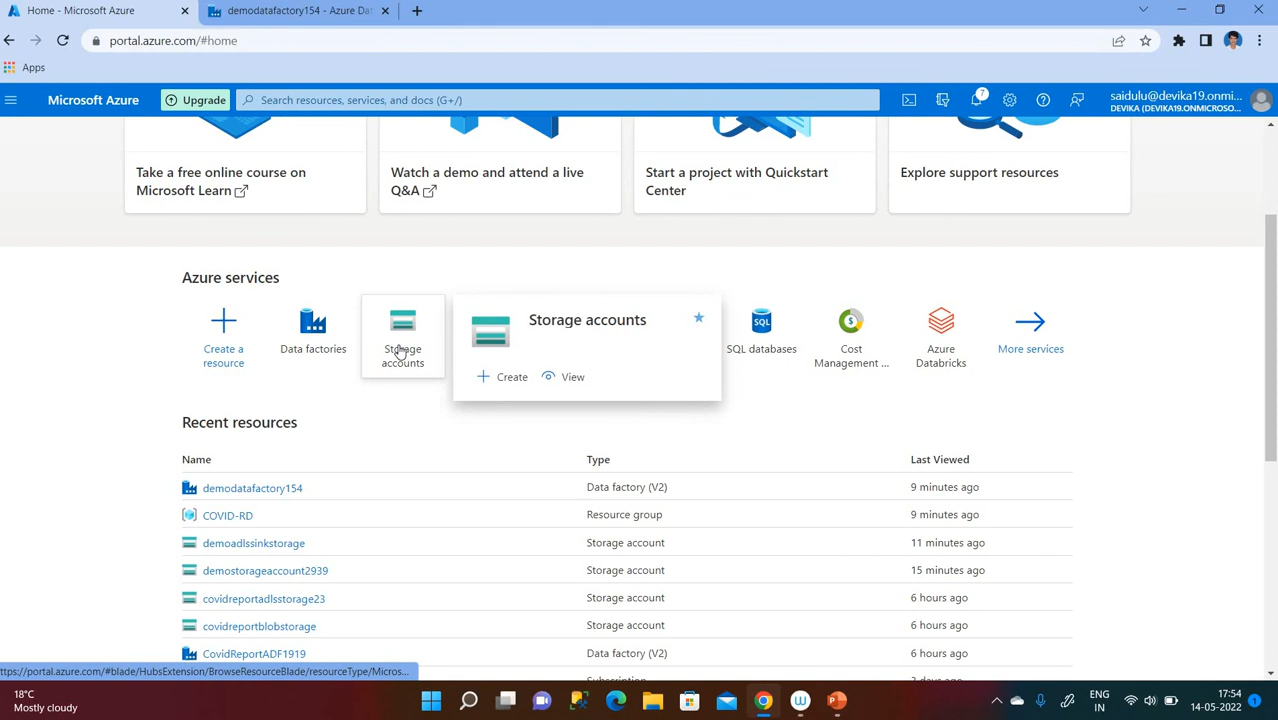 Home - Microsoft Azure
demodatafactory154 - Azure Dat
portal.azure.com/#home
Apps
Microsoft Azure
Upgrade
Search resources, services, and docs (G+/)
7
saidulu@devika19.onmi...
DEVIKA (DEVIKA19.ONMICROSO...
Take a free online course on
Microsoft Learn
Watch a demo and attend a live
Q&A
Start a project with Quickstart
Center
Explore support resources
Azure services
Create a
resource
Data factories
Storage
accounts
Storage accounts
Create
View
SQL
SQL databases
Cost
Management ...
Azure
Databricks
More services
Recent resources
Name
Type
Last Viewed
demodatafactory154
Data factory (V2)
9 minutes ago
COVID-RD
Resource group
9 minutes ago
demoadlssinkstorage
Storage account
11 minutes ago
demostorageaccount2939
Storage account
15 minutes ago
covidreportadlsstorage23
Storage account
6 hours ago
covidreportblobstorage
Storage account
6 hours ago
CovidReportADF1919
Data factory (V2)
6 hours ago
ttps://portal.azure.com/#blade/HubsExtension/BrowseResourceBlade/resourceType/Micros...
18°C
Mostly cloudy
ENG
IN
17:54
14-05-2022
1